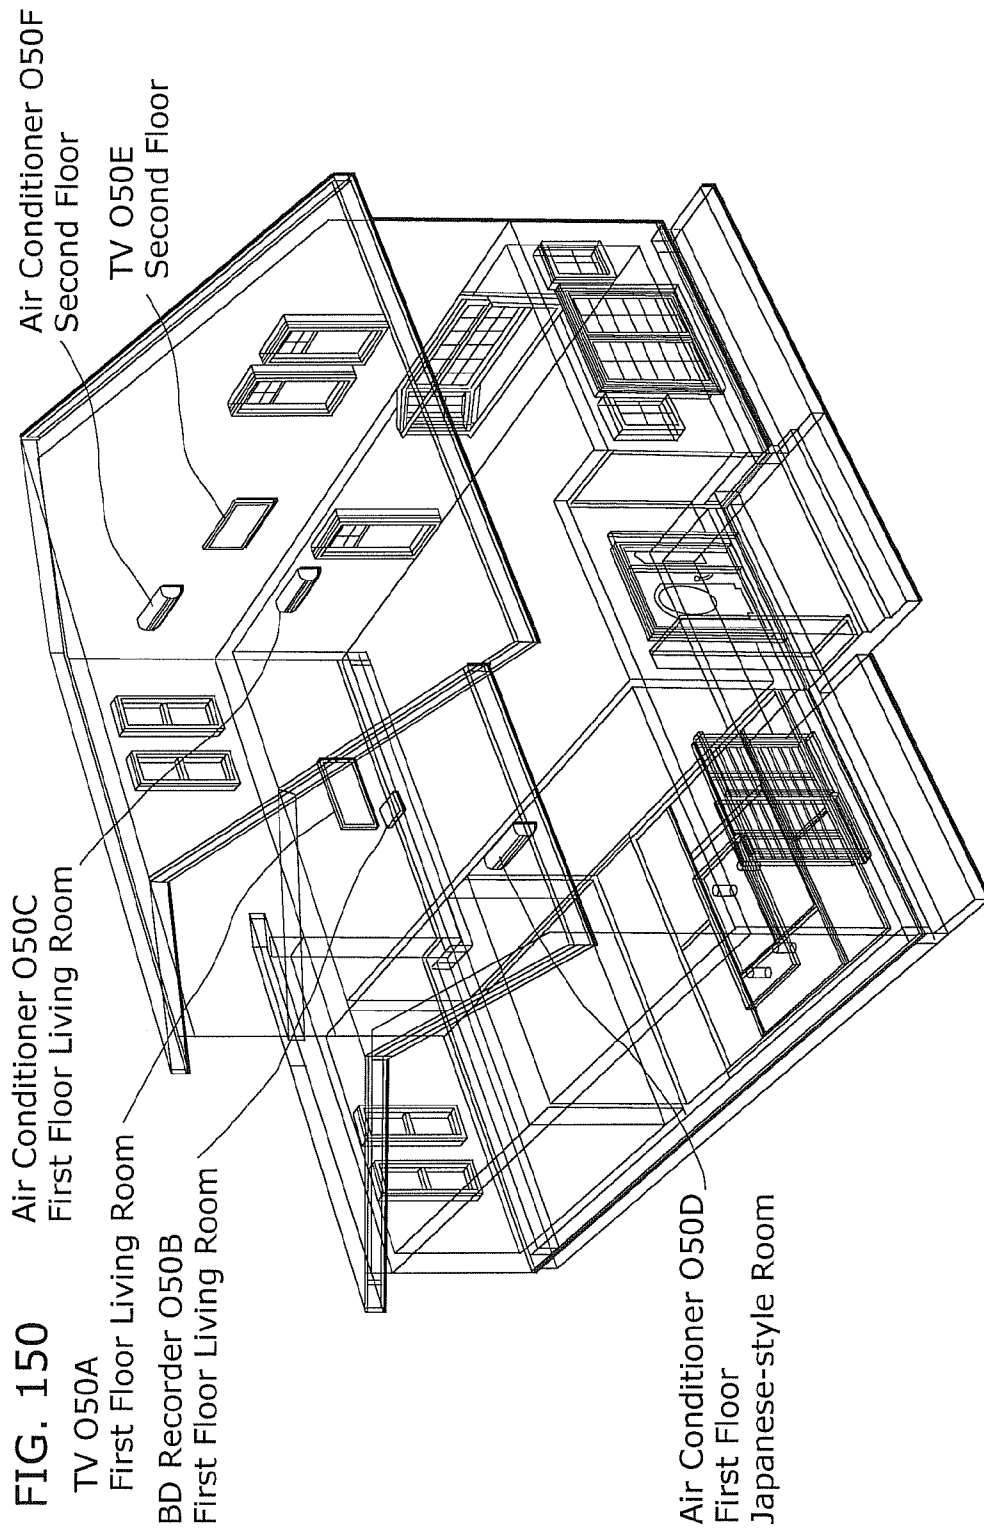 FIG. 150
TV O50A
First Floor Living Room
BD Recorder O50B
First Floor Living Room
Air Conditioner O50C
First Floor Living Room
Air Conditioner O50D
First Floor
Japanese-style Room
TV O50E
Second Floor
Air Conditioner O50F
Second Floor